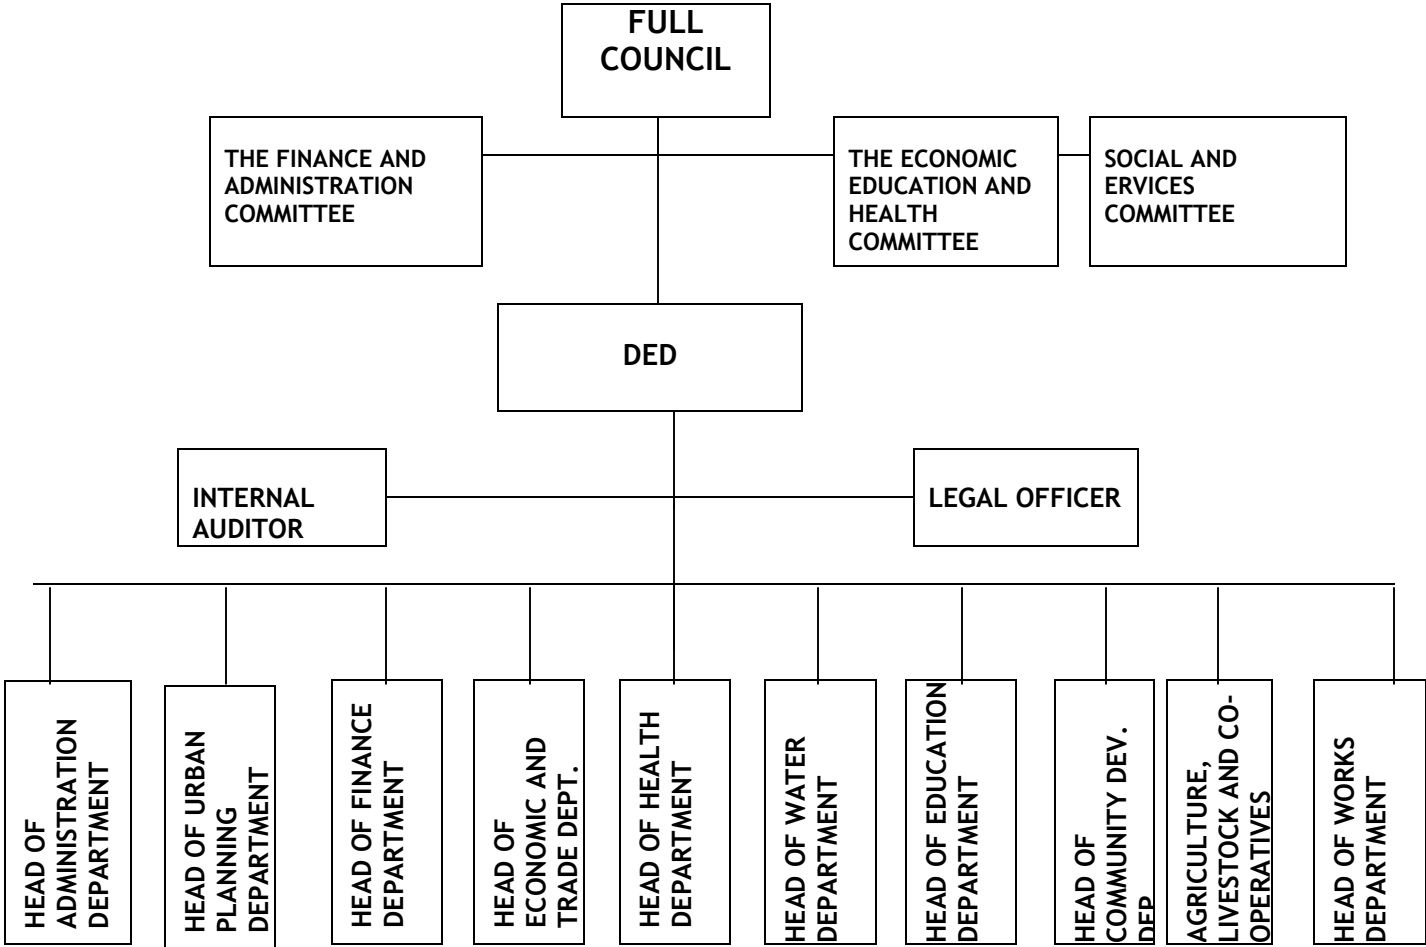 FULL
COUNCIL
THE FINANCE AND
ADMINISTRATION
COMMITTEE
THE ECONOMIC
EDUCATION AND
HEALTH
COMMITTEE
SOCIAL AND
ERVICES
COMMITTEE
DED
INTERNAL
AUDITOR
LEGAL OFFICER
HEAD OF
ADMINISTRATION
DEPARTMENT
HEAD OF URBAN
PLANNING
DEPARTMENT
HEAD OF FINANCE
DEPARTMENT
HEAD OF
ECONOMIC AND
TRADE DEPT.
HEAD OF HEALTH
DEPARTMENT
HEAD OF WATER
DEPARTMENT
HEAD OF EDUCATION
DEPARTMENT
HEAD OF
COMMUNITY DEV.
DEP
AGRICULTURE,
LIVESTOCK AND CO-
OPERATIVES
HEAD OF WORKS
DEPARTMENT